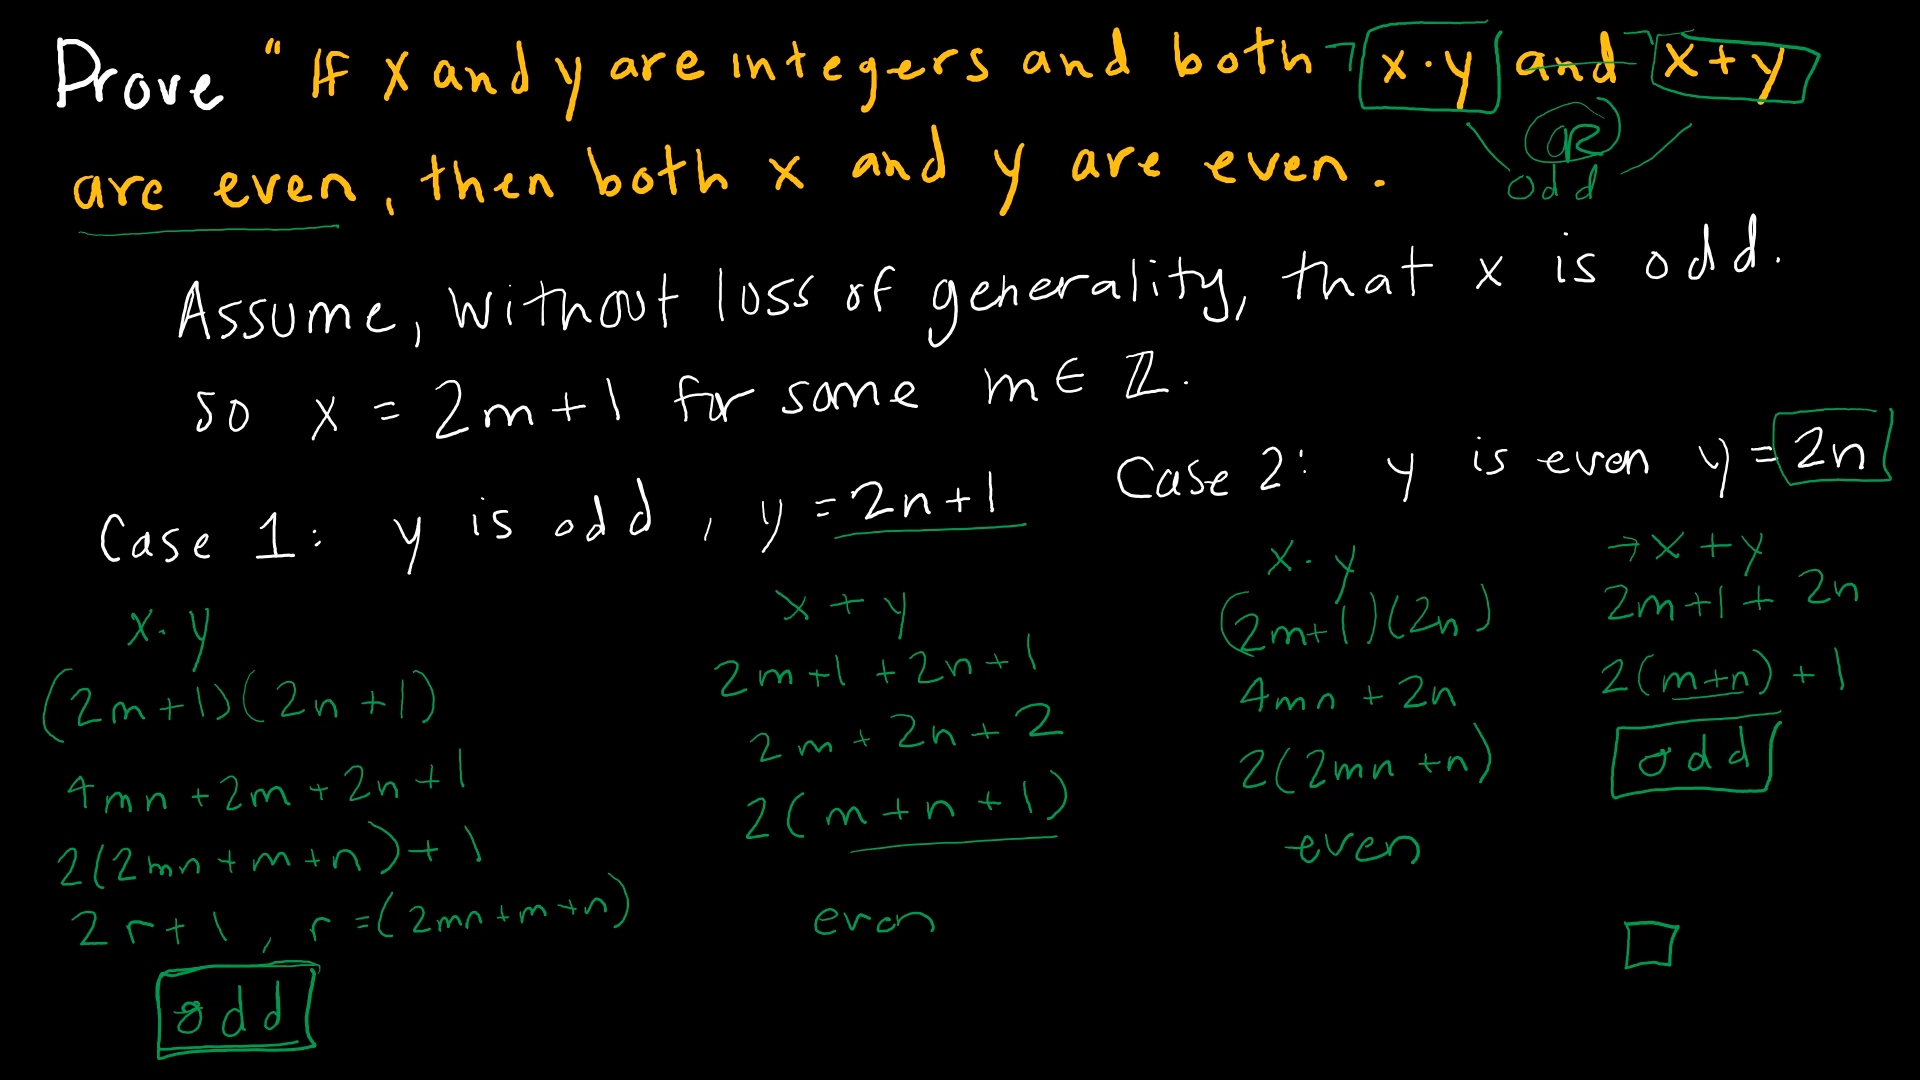 Prove "If x and y are integers and both ¬ x·y and ¬ x+y
OR
are even, then both x and y are even.
odd
Assume, without loss of generality, that x is odd.
so x = 2m+1 for some m ∈ ℤ.
Case 1: y is odd, y = 2n+1
x·y
(2m+1)(2n+1)
4mn + 2m + 2n + 1
2(2mn + m + n) + 1
2r+1, r = (2mn+m+n)
odd
x + y
2m+1 + 2n+1
2m + 2n + 2
2(m + n + 1)
even
Case 2: y is even y = 2n
x·y
(2m+1)(2n)
4mn + 2n
2(2mn + n)
even
→ x + y
2m+1 + 2n
2(m+n) + 1
odd
□